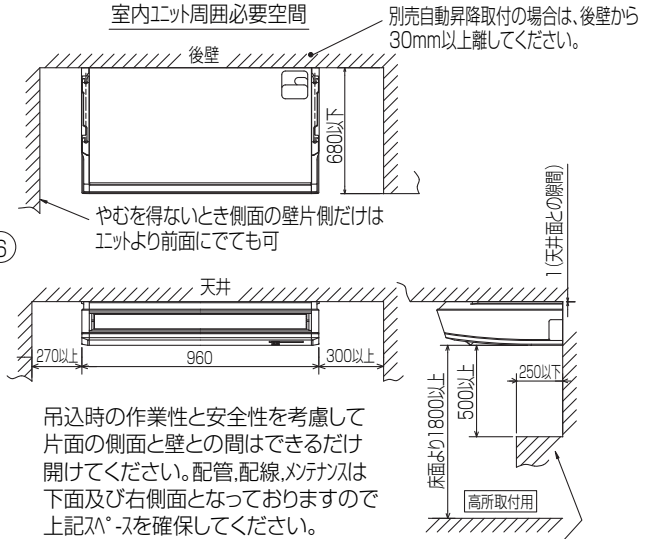 室内ﾕﾆｯﾄ周囲必要空間
別売自動昇降取付の場合は、後壁から
30mm以上離してください。
後壁
680以下
やむを得ないとき側面の壁片側だけは
ﾕﾆｯﾄより前面にでても可
6
1(天井面との隙間)
天井
270以上
960
300以上
床面より1800以上
500以上
250以下
吊込時の作業性と安全性を考慮して
片面の側面と壁との間はできるだけ
開けてください。配管,配線,ﾒﾝﾃﾅﾝｽは
下面及び右側面となっておりますので
上記ｽﾍﾟ-ｽを確保してください。
高所取付用